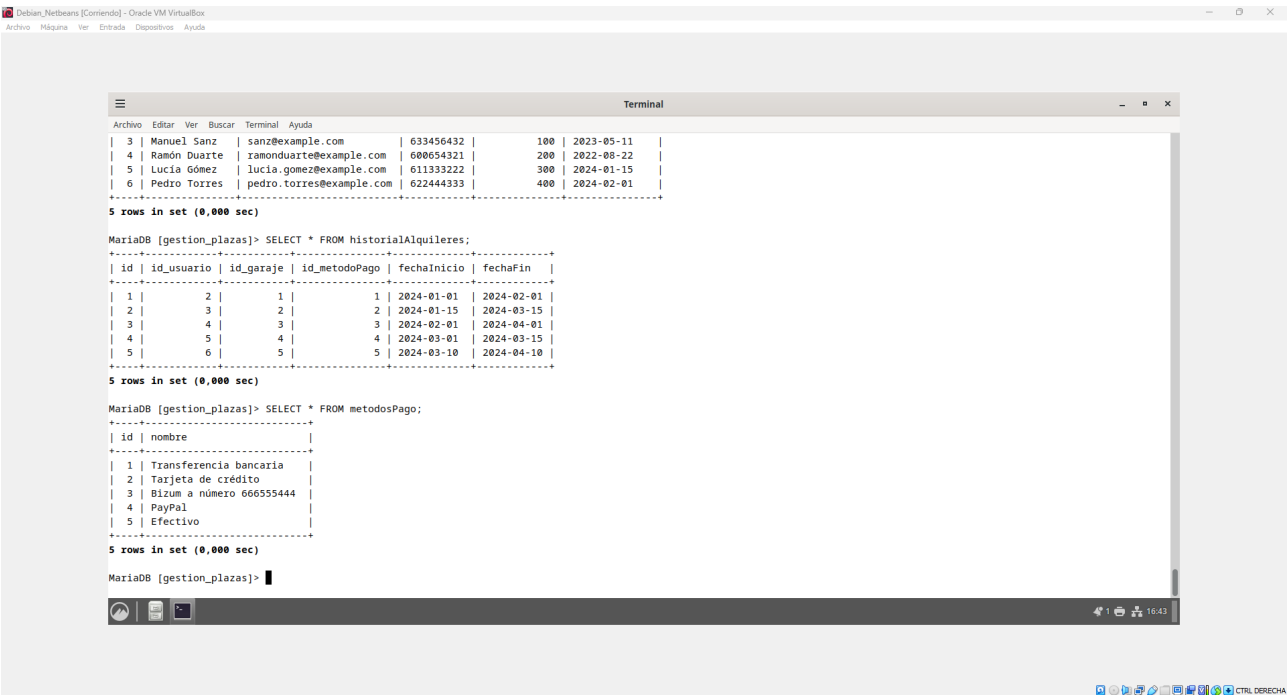 Debian_Netbeans [Corriendo] - Oracle VM VirtualBox
Archivo Máquina Ver Entrada Dispositivos Ayuda
Terminal
Archivo Editar Ver Buscar Terminal Ayuda
|  3 | Manuel Sanz   | sanz@example.com         | 633456432 |          100 | 2023-05-11    |
|  4 | Ramón Duarte  | ramonduarte@example.com  | 600654321 |          200 | 2022-08-22    |
|  5 | Lucía Gómez   | lucia.gomez@example.com  | 611333222 |          300 | 2024-01-15    |
|  6 | Pedro Torres  | pedro.torres@example.com | 622444333 |          400 | 2024-02-01    |
+----+---------------+--------------------------+-----------+--------------+---------------+
5 rows in set (0,000 sec)
MariaDB [gestion_plazas]> SELECT * FROM historialAlquileres;
+----+------------+-----------+---------------+-------------+------------+
| id | id_usuario | id_garaje | id_metodoPago | fechaInicio | fechaFin   |
+----+------------+-----------+---------------+-------------+------------+
|  1 |          2 |         1 |             1 | 2024-01-01  | 2024-02-01 |
|  2 |          3 |         2 |             2 | 2024-01-15  | 2024-03-15 |
|  3 |          4 |         3 |             3 | 2024-02-01  | 2024-04-01 |
|  4 |          5 |         4 |             4 | 2024-03-01  | 2024-03-15 |
|  5 |          6 |         5 |             5 | 2024-03-10  | 2024-04-10 |
+----+------------+-----------+---------------+-------------+------------+
5 rows in set (0,000 sec)
MariaDB [gestion_plazas]> SELECT * FROM metodosPago;
+----+---------------------------+
| id | nombre                    |
+----+---------------------------+
|  1 | Transferencia bancaria    |
|  2 | Tarjeta de crédito        |
|  3 | Bizum a número 666555444  |
|  4 | PayPal                    |
|  5 | Efectivo                  |
+----+---------------------------+
5 rows in set (0,000 sec)
MariaDB [gestion_plazas]>
1 16:43
CTRL DERECHA